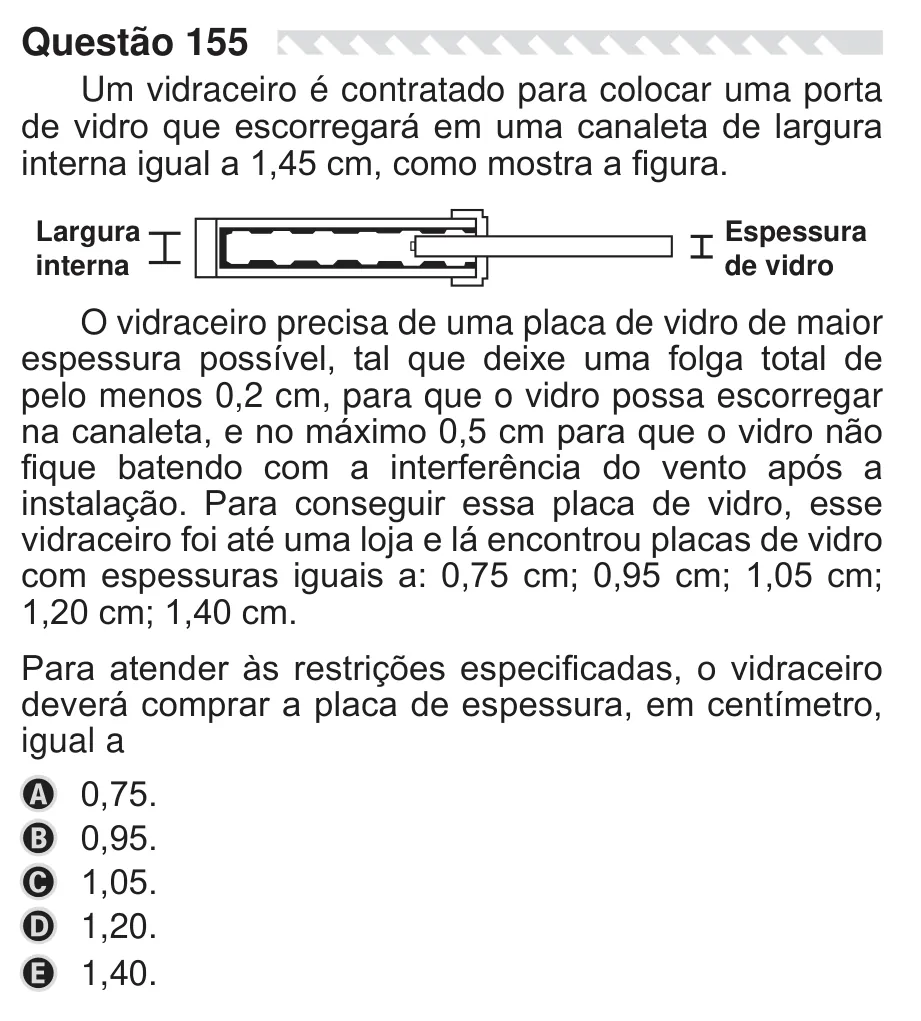 Questão 155
Um vidraceiro é contratado para colocar uma porta
de vidro que escorregará em uma canaleta de largura
interna igual a 1,45 cm, como mostra a figura.
Largura
interna
Espessura
de vidro
O vidraceiro precisa de uma placa de vidro de maior
espessura possível, tal que deixe uma folga total de
pelo menos 0,2 cm, para que o vidro possa escorregar
na canaleta, e no máximo 0,5 cm para que o vidro não
fique batendo com a interferência do vento após a
instalação. Para conseguir essa placa de vidro, esse
vidraceiro foi até uma loja e lá encontrou placas de vidro
com espessuras iguais a: 0,75 cm; 0,95 cm; 1,05 cm;
1,20 cm; 1,40 cm.
Para atender às restrições especificadas, o vidraceiro
deverá comprar a placa de espessura, em centímetro,
igual a
A 0,75.
B 0,95.
C 1,05.
D 1,20.
E 1,40.